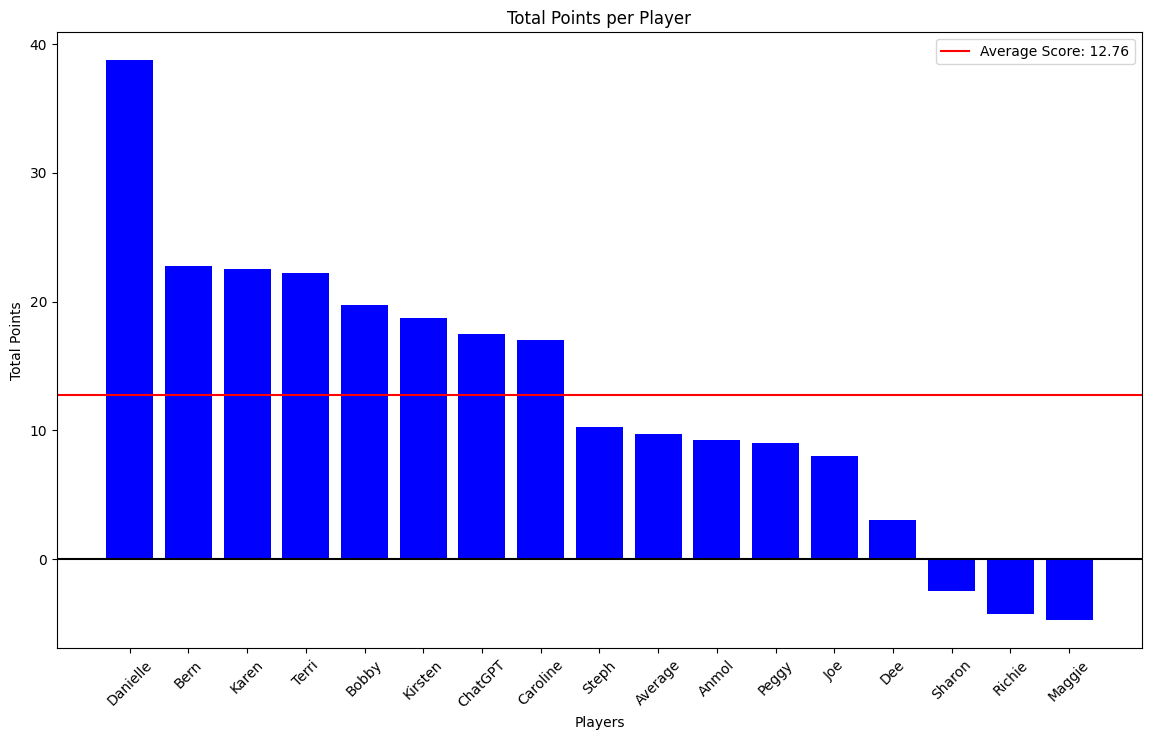 Total Points per Player
Average Score: 12.76
Total Points
40
30
20
10
0
Danielle
Bern
Karen
Terri
Bobby
Kirsten
ChatGPT
Caroline
Steph
Average
Anmol
Peggy
Joe
Dee
Sharon
Richie
Maggie
Players